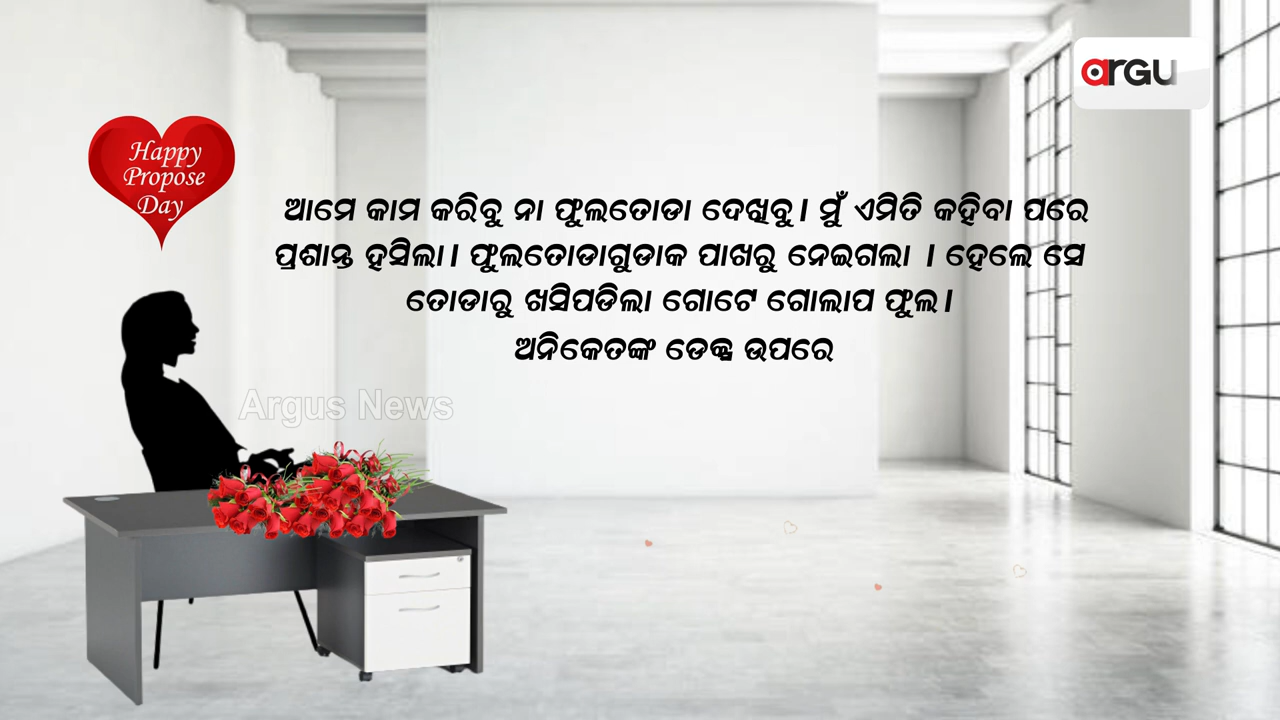 ARGU
Happy
Propose
Day
ଆମେ କାମ କରିବୁ ନା ଫୁଲତୋଡା ଦେଖିବୁ। ମୁଁ ଏମିତି କହିବା ପରେ
ପ୍ରଶାନ୍ତ ହସିଲା। ଫୁଲତୋଡାଗୁଡାକ ପାଖରୁ ନେଇଗଲା । ହେଲେ ସେ
ତୋଡାରୁ ଖସିପଡିଲା ଗୋଟେ ଗୋଲାପ ଫୁଲ।
ଅନିକେତଙ୍କ ଡେକ୍ସ ଉପରେ
Argus News